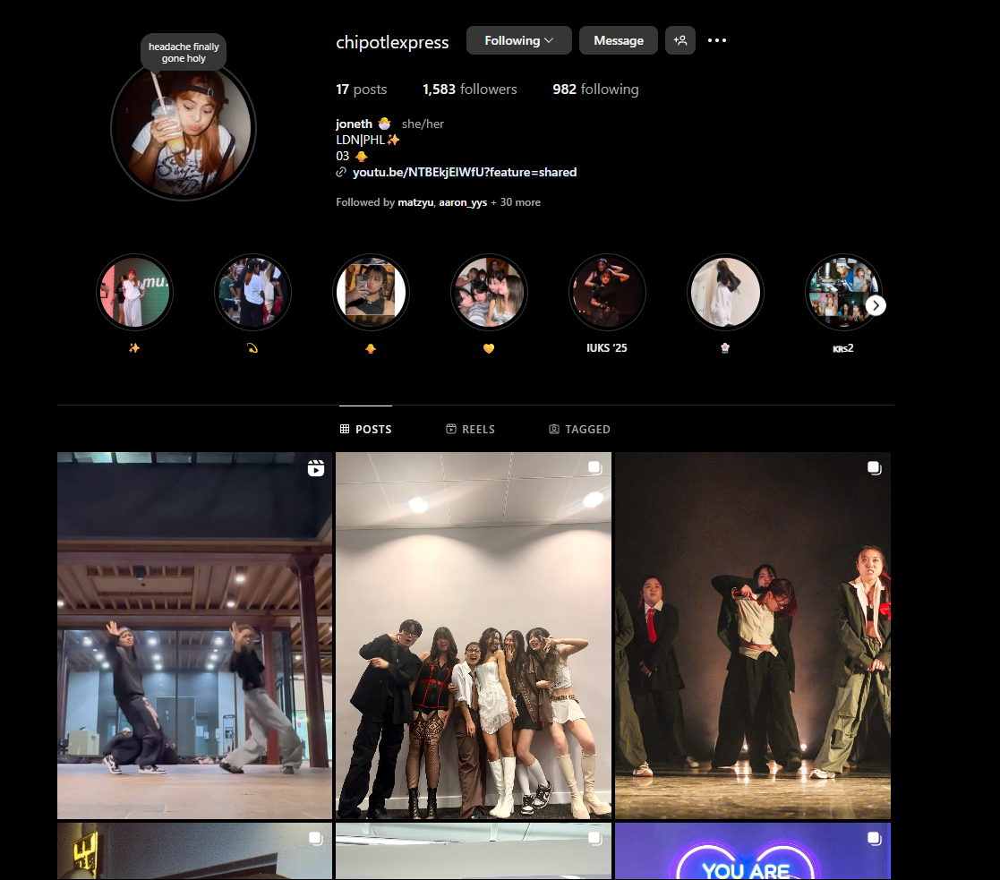 headache finally
gone holy
chipotlexpress
Following
Message
17 posts
1,583 followers
982 following
joneth 🐣 she/her
LDN|PHL✨
03 🐥
youtu.be/NTBEkjEIWfU?feature=shared
Followed by matzyu, aaron_yys + 30 more
mu.
✨
💫
🐥
💛
IUKS ‘25
🌸
KRS2
POSTS
REELS
TAGGED
YOU ARE